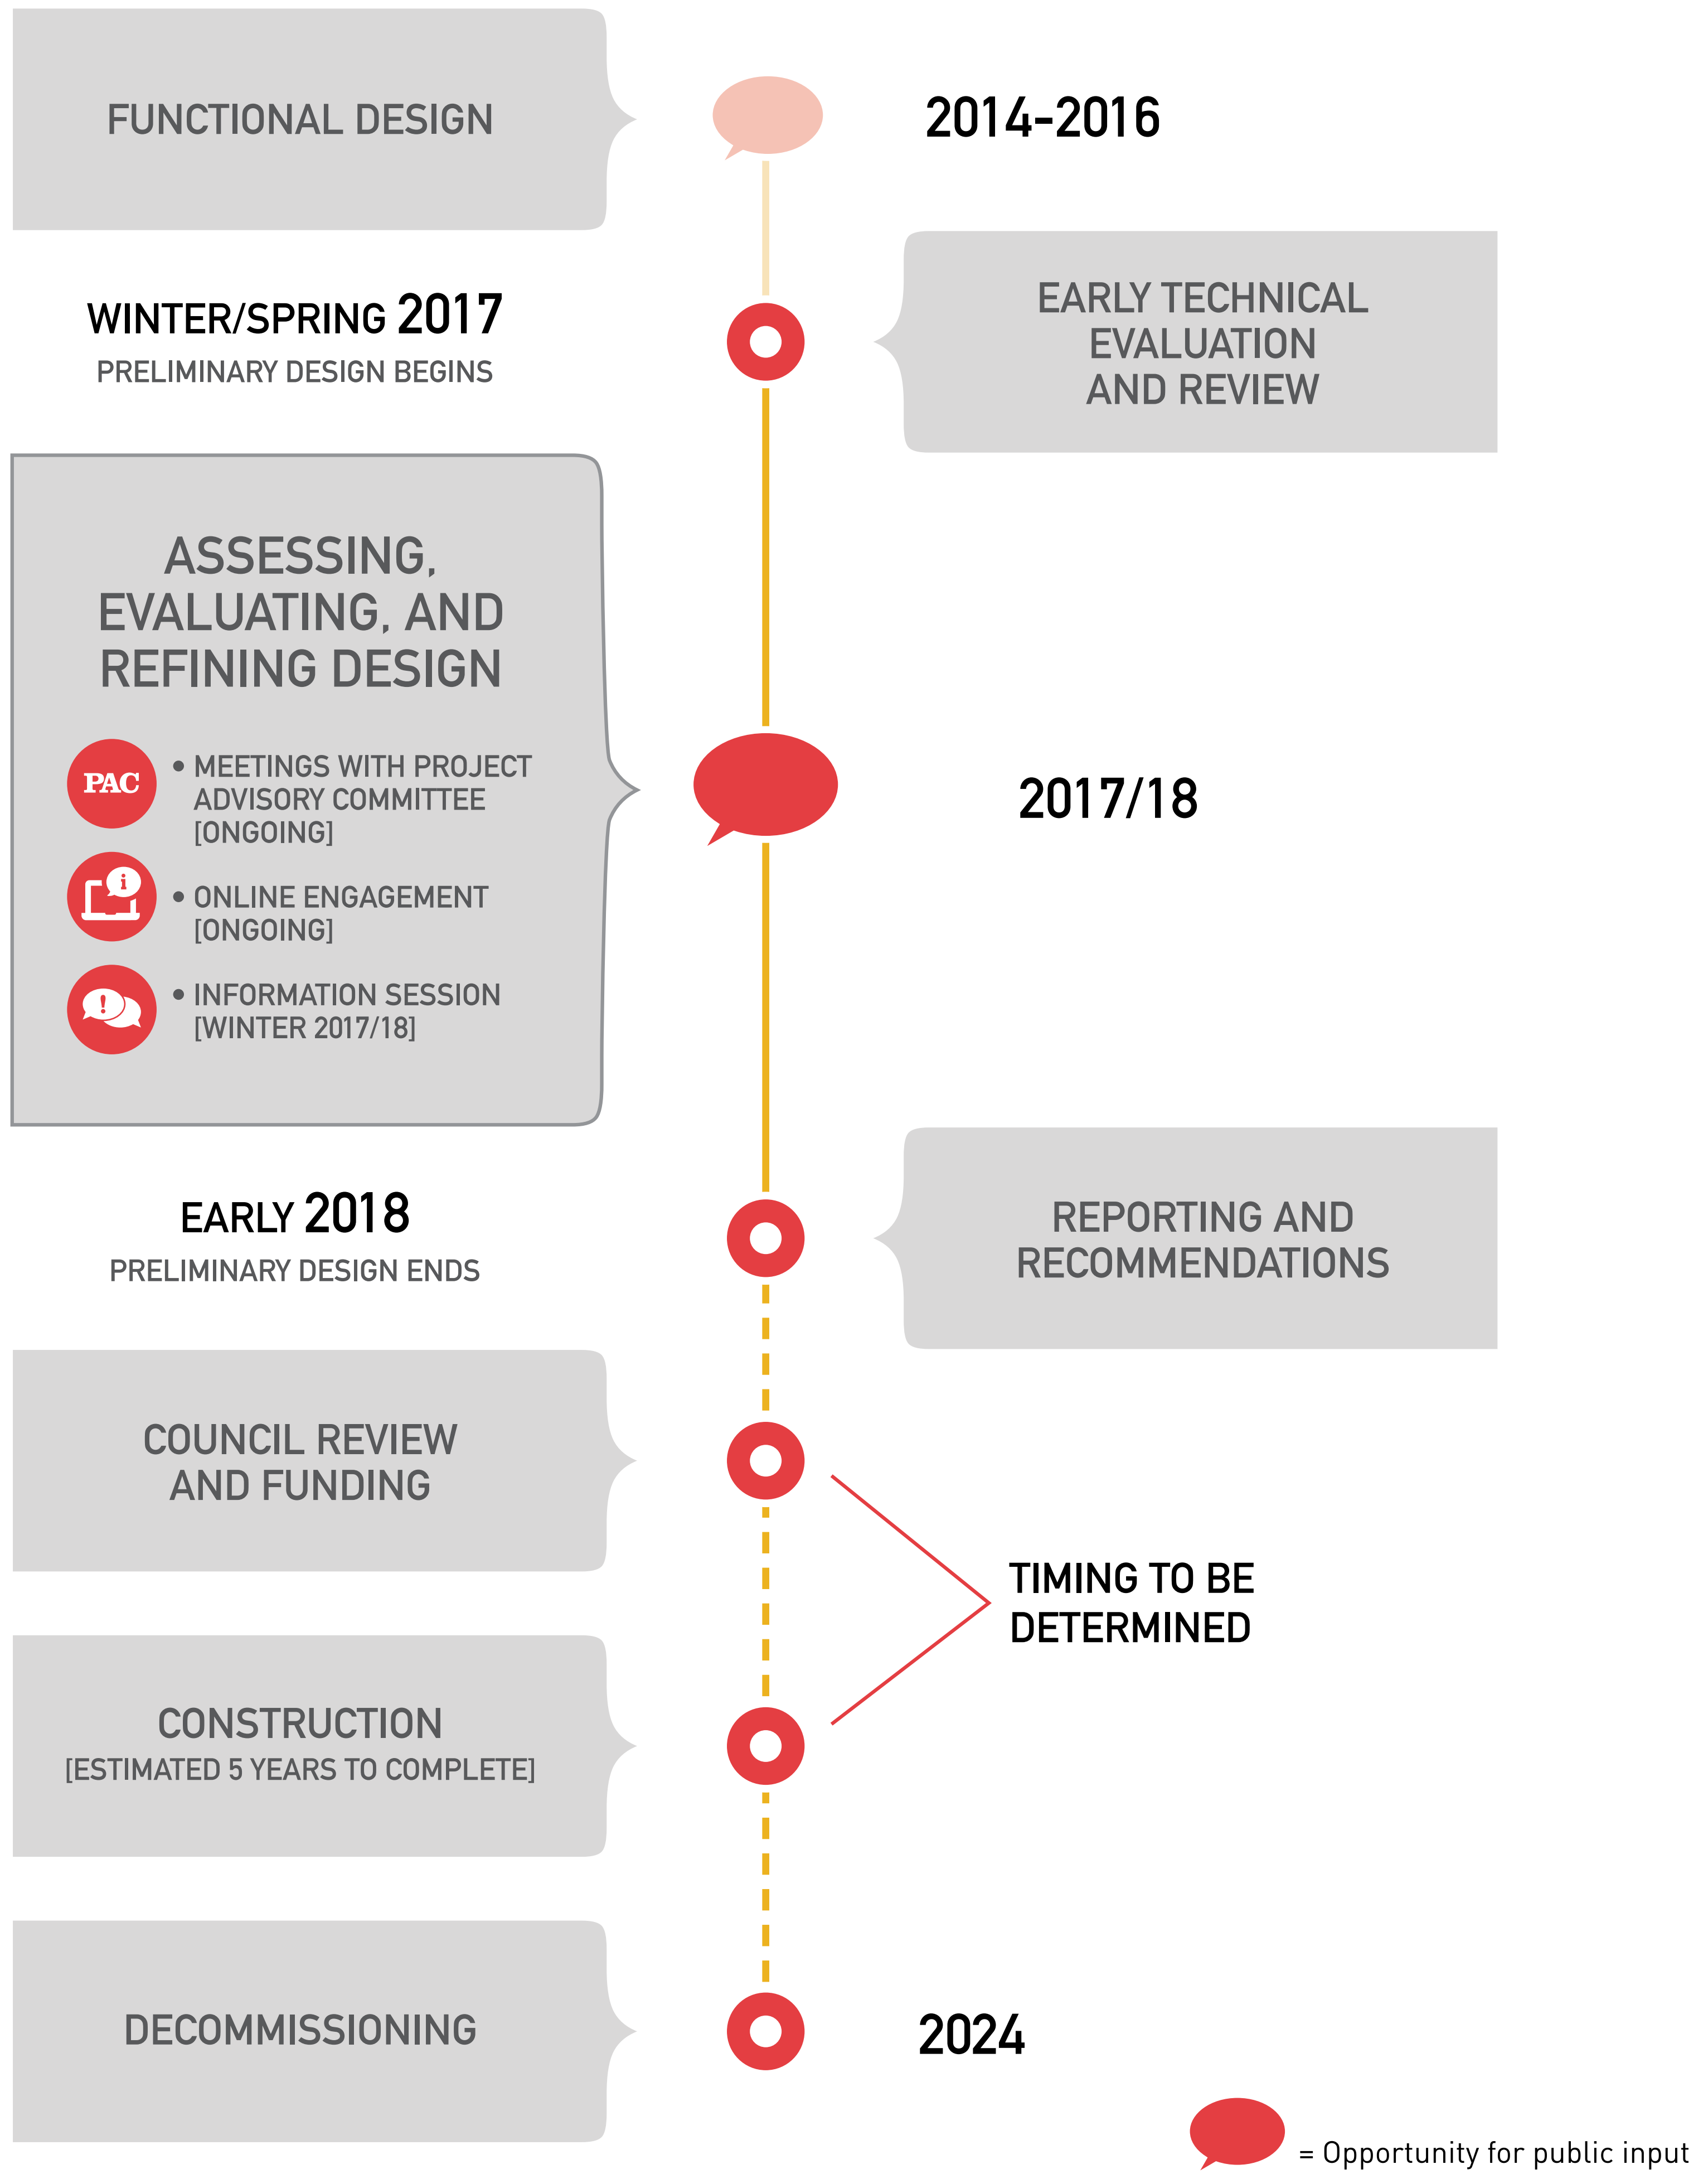 FUNCTIONAL DESIGN
2014-2016
WINTER/SPRING 2017
PRELIMINARY DESIGN BEGINS
EARLY TECHNICAL
EVALUATION
AND REVIEW
ASSESSING,
EVALUATING, AND
REFINING DESIGN
PAC
• MEETINGS WITH PROJECT
ADVISORY COMMITTEE
[ONGOING]
i
• ONLINE ENGAGEMENT
[ONGOING]
!
• INFORMATION SESSION
[WINTER 2017/18]
2017/18
EARLY 2018
PRELIMINARY DESIGN ENDS
REPORTING AND
RECOMMENDATIONS
COUNCIL REVIEW
AND FUNDING
TIMING TO BE
DETERMINED
CONSTRUCTION
[ESTIMATED 5 YEARS TO COMPLETE]
DECOMMISSIONING
2024
= Opportunity for public input